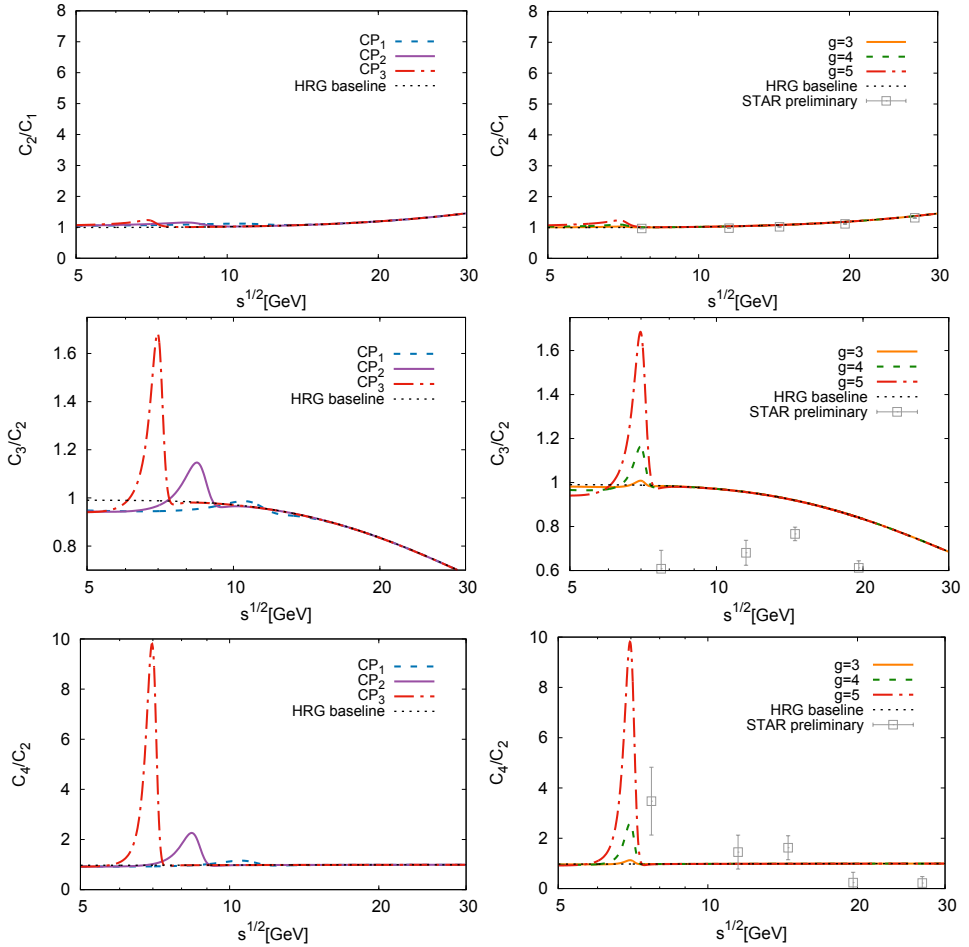 8
7
6
5
4
3
2
1
0
C2/C1
CP1
CP2
CP3
HRG baseline
5 10 20 30
s^1/2[GeV]
8
7
6
5
4
3
2
1
0
C2/C1
g=3
g=4
g=5
HRG baseline
STAR preliminary
5 10 20 30
s^1/2[GeV]
1.6
1.4
1.2
1
0.8
C3/C2
CP1
CP2
CP3
HRG baseline
5 10 20 30
s^1/2[GeV]
1.6
1.4
1.2
1
0.8
0.6
C3/C2
g=3
g=4
g=5
HRG baseline
STAR preliminary
5 10 20 30
s^1/2[GeV]
10
8
6
4
2
0
C4/C2
CP1
CP2
CP3
HRG baseline
5 10 20 30
s^1/2[GeV]
10
8
6
4
2
0
C4/C2
g=3
g=4
g=5
HRG baseline
STAR preliminary
5 10 20 30
s^1/2[GeV]